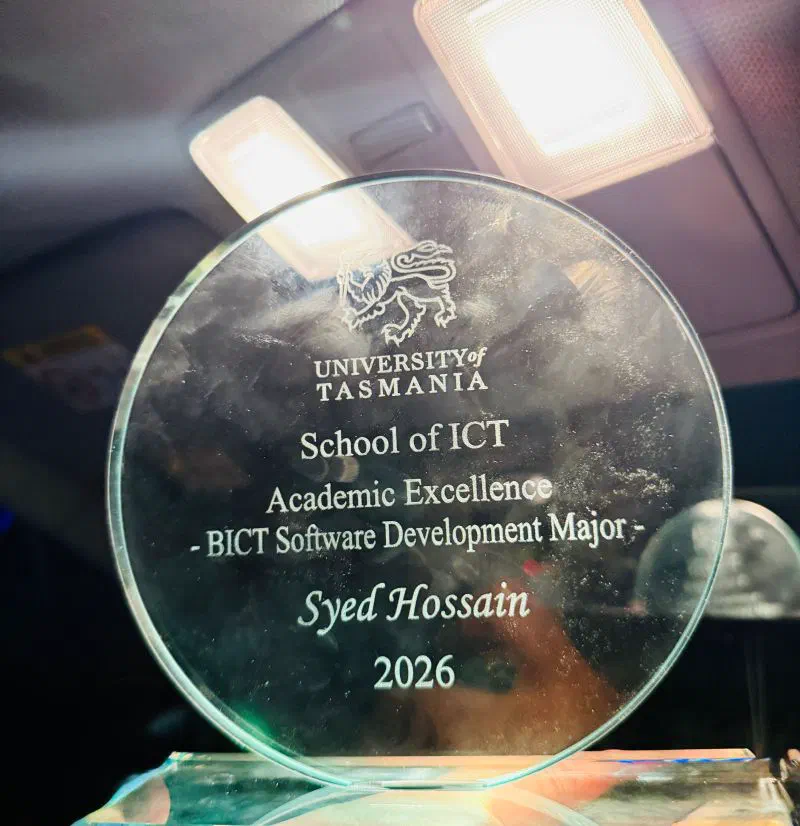 UNIVERSITY of
TASMANIA
School of ICT
Academic Excellence
- BICT Software Development Major -
Syed Hossain
2026